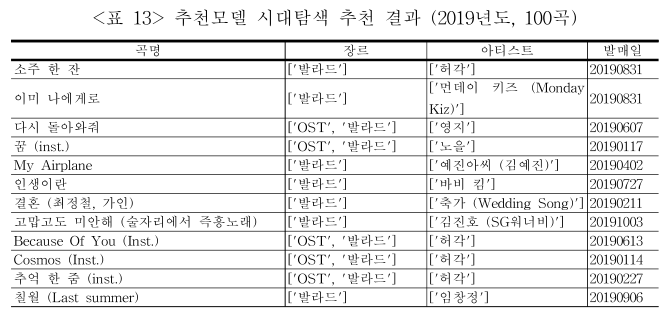 <표 13> 추천모델 시대탐색 추천 결과 (2019년도, 100곡)
곡명 장르 아티스트 발매일
소주 한 잔 ['발라드'] ['허각'] 20190831
이미 나에게로 ['발라드'] ['먼데이 키즈 (Monday Kiz)'] 20190831
다시 돌아와줘 ['OST', '발라드'] ['영지'] 20190607
꿈 (inst.) ['OST', '발라드'] ['노을'] 20190117
My Airplane ['발라드'] ['예진아씨 (김예진)'] 20190402
인생이란 ['발라드'] ['바비 킴'] 20190727
결혼 (최정철, 가인) ['발라드'] ['축가 (Wedding Song)'] 20190211
고맙고도 미안해 (술자리에서 즉흥노래) ['발라드'] ['김진호 (SG워너비)'] 20191003
Because Of You (Inst.) ['OST', '발라드'] ['허각'] 20190613
Cosmos (Inst.) ['OST', '발라드'] ['허각'] 20190114
추억 한 줌 (inst.) ['OST', '발라드'] ['허각'] 20190227
칠월 (Last summer) ['발라드'] ['임창정'] 20190906